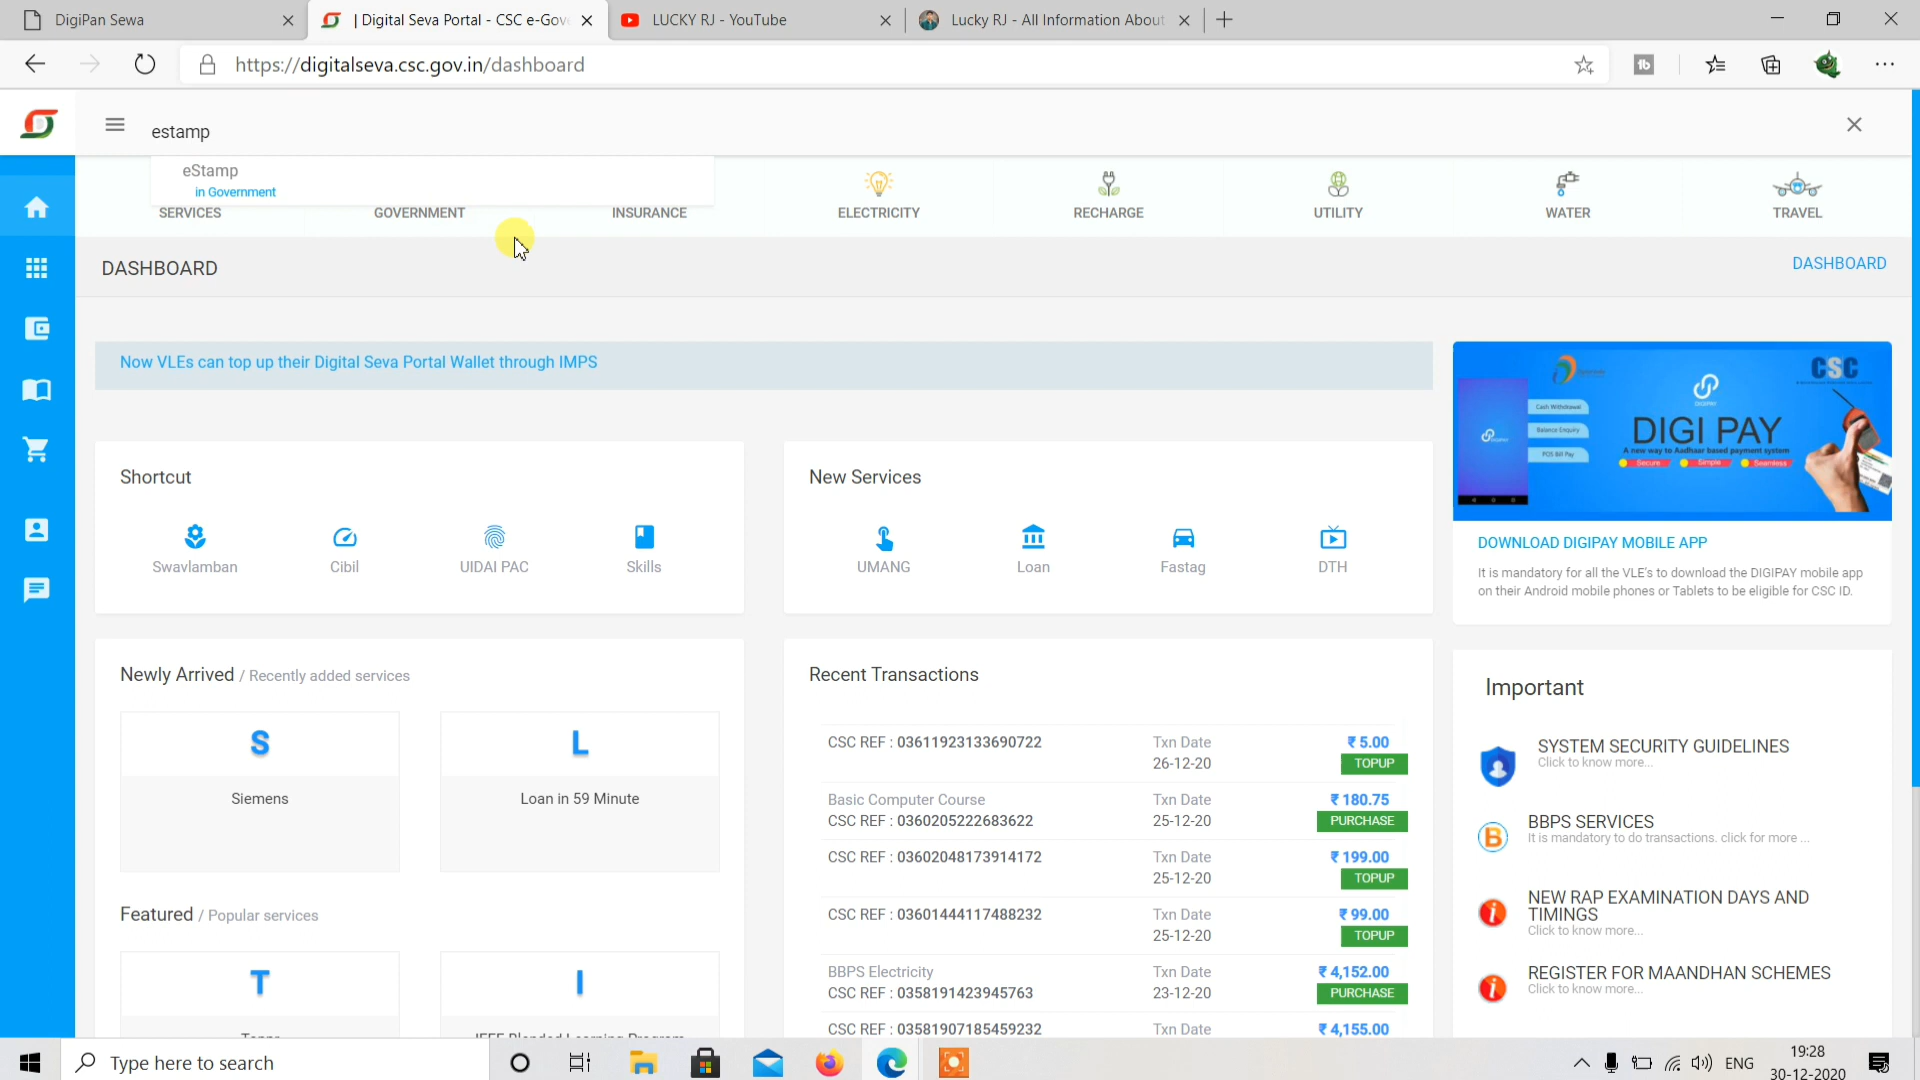 DigiPan Sewa
| Digital Seva Portal - CSC e-Gov
LUCKY RJ - YouTube
Lucky RJ - All Information About
https://digitalseva.csc.gov.in/dashboard
estamp
eStamp
in Government
SERVICES
GOVERNMENT
INSURANCE
ELECTRICITY
RECHARGE
UTILITY
WATER
TRAVEL
DASHBOARD
DASHBOARD
Now VLEs can top up their Digital Seva Portal Wallet through IMPS
Shortcut
Swavlamban
Cibil
UIDAI PAC
Skills
New Services
UMANG
Loan
Fastag
DTH
CSC
DIGIPAY
Cash Withdrawal
Balance Enquiry
POS Bill Pay
DIGI PAY
A new way to Aadhaar based payment system
Secure
Simple
Seamless
DOWNLOAD DIGIPAY MOBILE APP
It is mandatory for all the VLE's to download the DIGIPAY mobile app
on their Android mobile phones or Tablets to be eligible for CSC ID.
Newly Arrived / Recently added services
S
Siemens
L
Loan in 59 Minute
Featured / Popular services
T
I
Recent Transactions
CSC REF : 03611923133690722
Txn Date
26-12-20
₹ 5.00
TOPUP
Basic Computer Course
CSC REF : 0360205222683622
Txn Date
25-12-20
₹ 180.75
PURCHASE
CSC REF : 03602048173914172
Txn Date
25-12-20
₹ 199.00
TOPUP
CSC REF : 03601444117488232
Txn Date
25-12-20
₹ 99.00
TOPUP
BBPS Electricity
CSC REF : 0358191423945763
Txn Date
23-12-20
₹ 4,152.00
PURCHASE
CSC REF : 03581907185459232
Txn Date
₹ 4,155.00
Important
SYSTEM SECURITY GUIDELINES
Click to know more...
BBPS SERVICES
It is mandatory to do transactions. click for more ...
NEW RAP EXAMINATION DAYS AND
TIMINGS
Click to know more...
REGISTER FOR MAANDHAN SCHEMES
Click to know more...
Type here to search
ENG
19:28
30-12-2020